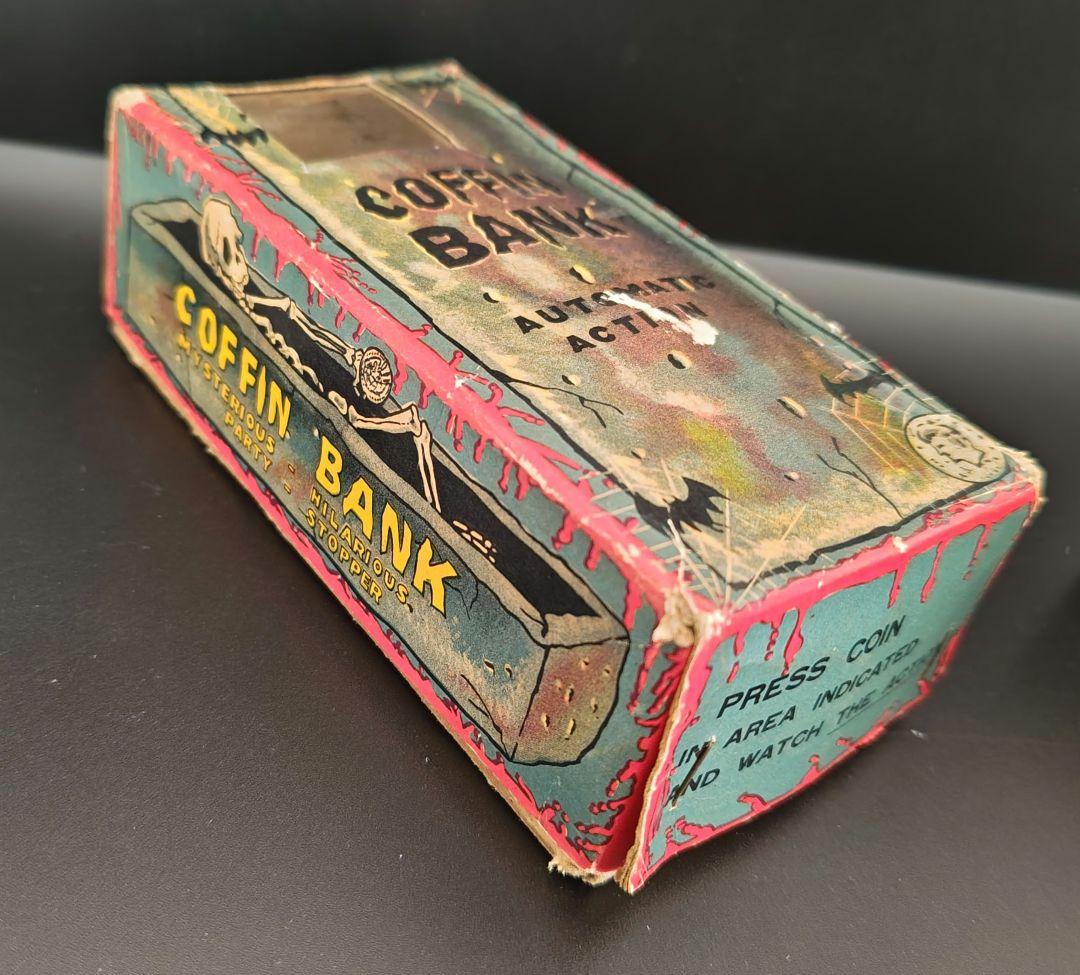 COFFIN
BANK
AUTOMATIC
ACTION
COFFIN BANK
MYSTERIOUS - HILARIOUS
PARTY - STOPPER
PRESS COIN
IN AREA INDICATED
AND WATCH THE